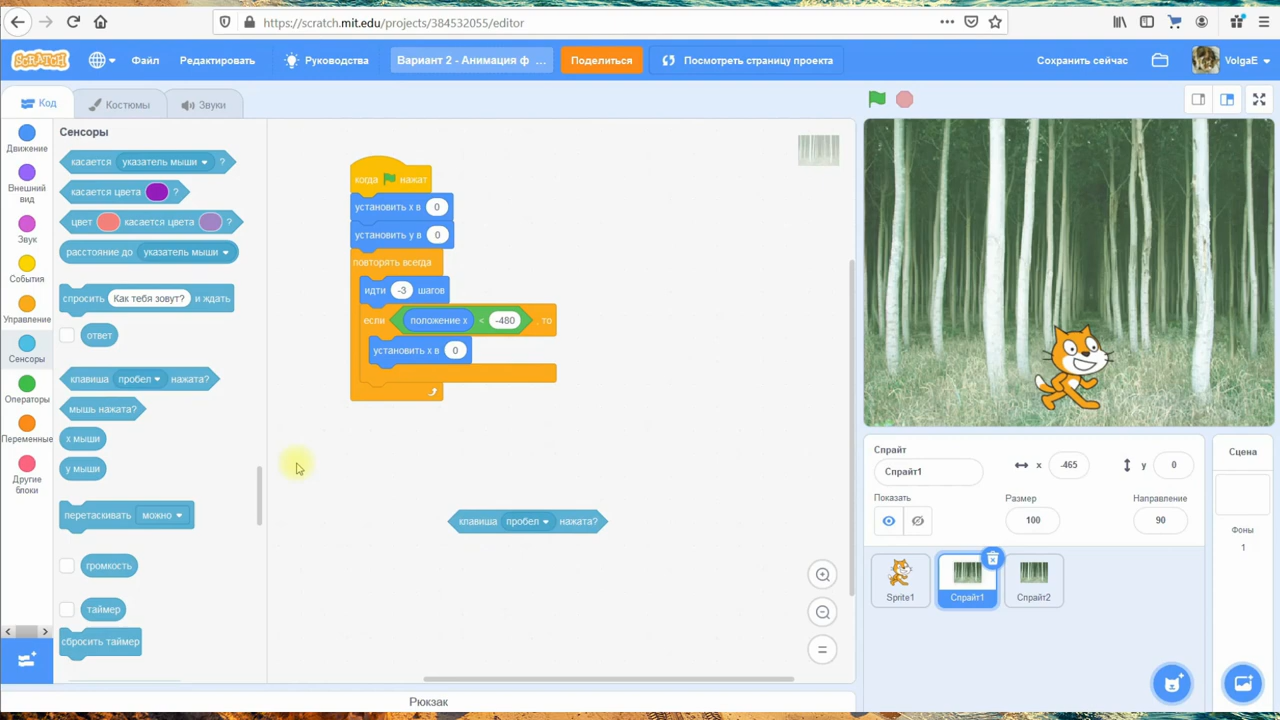 https://scratch.mit.edu/projects/384532055/editor
SCRATCH
Файл
Редактировать
Руководства
Вариант 2 - Анимация ф ...
Поделиться
Посмотреть страницу проекта
Сохранить сейчас
VolgaE
Код
Костюмы
Звуки
Движение
Внешний
вид
Звук
События
Управление
Сенсоры
Операторы
Переменные
Другие
блоки
Сенсоры
касается указатель мыши ?
касается цвета ?
цвет касается цвета ?
расстояние до указатель мыши
спросить Как тебя зовут? и ждать
ответ
клавиша пробел нажата?
мышь нажата?
x мыши
y мыши
перетаскивать можно
громкость
таймер
сбросить таймер
когда нажат
установить x в 0
установить y в 0
повторять всегда
идти -3 шагов
если положение x < -480 , то
установить x в 0
клавиша пробел нажата?
Рюкзак
Спрайт
Спрайт1
x -465
y 0
Показать
Размер
100
Направление
90
Sprite1
Спрайт1
Спрайт2
Сцена
Фоны
1